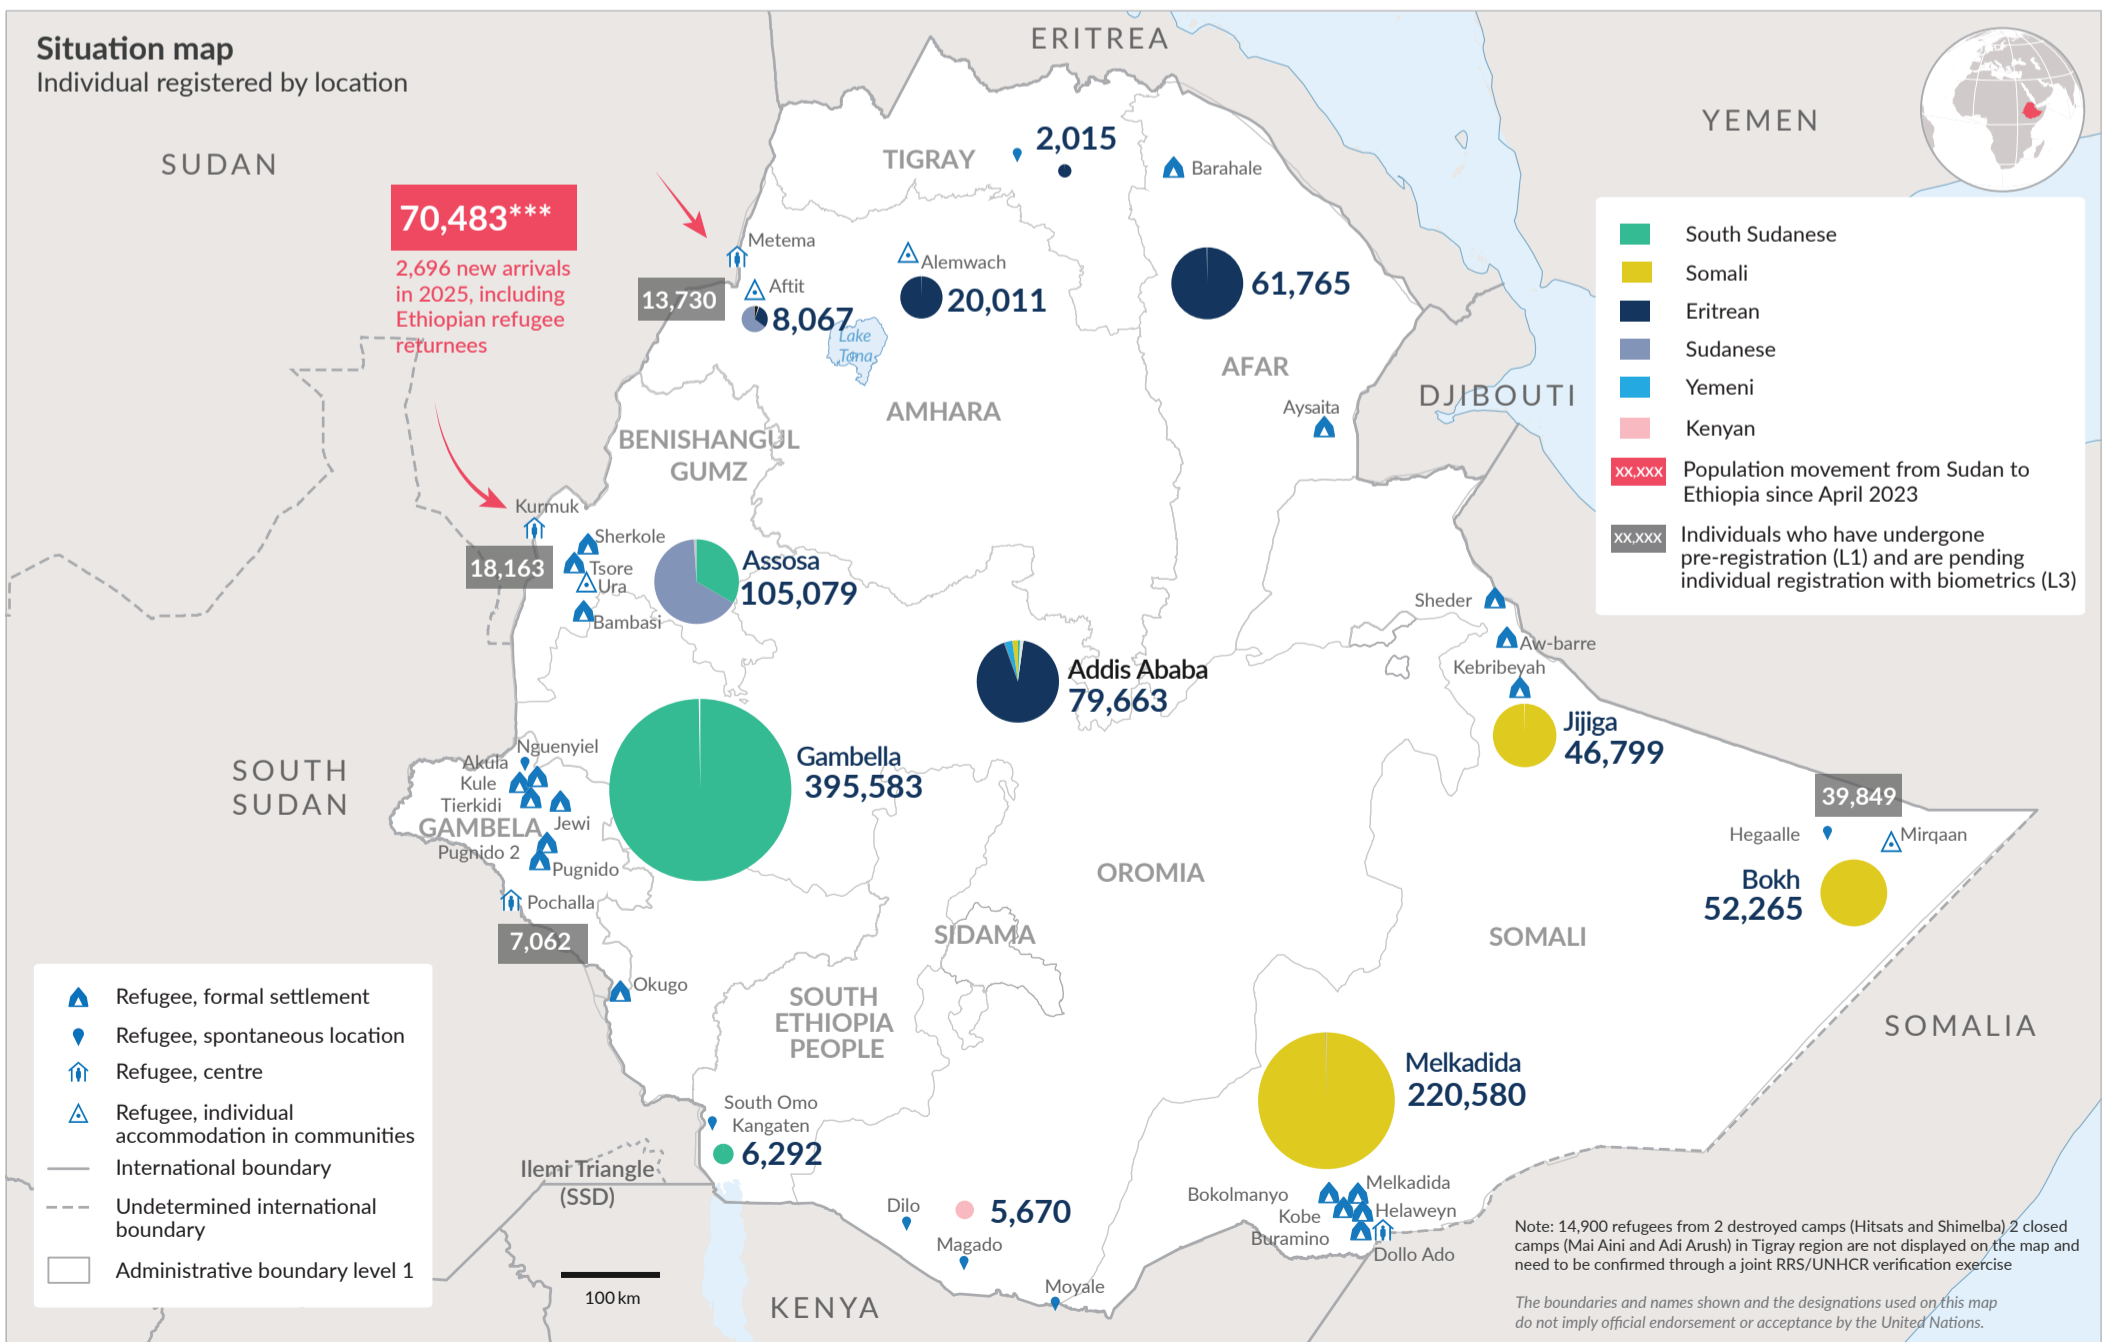 Situation map
Individual registered by location
ERITREA
YEMEN
SUDAN
TIGRAY
2,015
Barahale
70,483***
2,696 new arrivals
in 2025, including
Ethiopian refugee
returnees
Metema
Aftit
13,730
8,067
Alemwach
20,011
Lake
Tana
61,765
AFAR
AMHARA
Aysaita
DJIBOUTI
South Sudanese
Somali
Eritrean
Sudanese
Yemeni
Kenyan
xx,xxx
Population movement from Sudan to
Ethiopia since April 2023
xx,xxx
Individuals who have undergone
pre-registration (L1) and are pending
individual registration with biometrics (L3)
BENISHANGUL
GUMZ
Kurmuk
Sherkole
Tsore
Ura
Bambasi
18,163
Assosa
105,079
Addis Ababa
79,663
Sheder
Aw-barre
Kebribeyah
Jijiga
46,799
SOUTH
SUDAN
Nguenyiel
Akula
Kule
Tierkidi
GAMBELA
Jewi
Pugnido 2
Pugnido
Pochalla
7,062
Okugo
Gambella
395,583
OROMIA
SIDAMA
SOUTH
ETHIOPIA
PEOPLE
39,849
Hegaalle
Mirqaan
Bokh
52,265
SOMALI
SOMALIA
Melkadida
220,580
South Omo
Kangaten
6,292
Ilemi Triangle
(SSD)
Dilo
5,670
Magado
Moyale
KENYA
Bokolmanyo
Melkadida
Kobe
Helaweyn
Buramino
Dollo Ado
Refugee, formal settlement
Refugee, spontaneous location
Refugee, centre
Refugee, individual
accommodation in communities
International boundary
Undetermined international
boundary
Administrative boundary level 1
100 km
Note: 14,900 refugees from 2 destroyed camps (Hitsats and Shimelba) 2 closed
camps (Mai Aini and Adi Arush) in Tigray region are not displayed on the map and
need to be confirmed through a joint RRS/UNHCR verification exercise
The boundaries and names shown and the designations used on this map
do not imply official endorsement or acceptance by the United Nations.